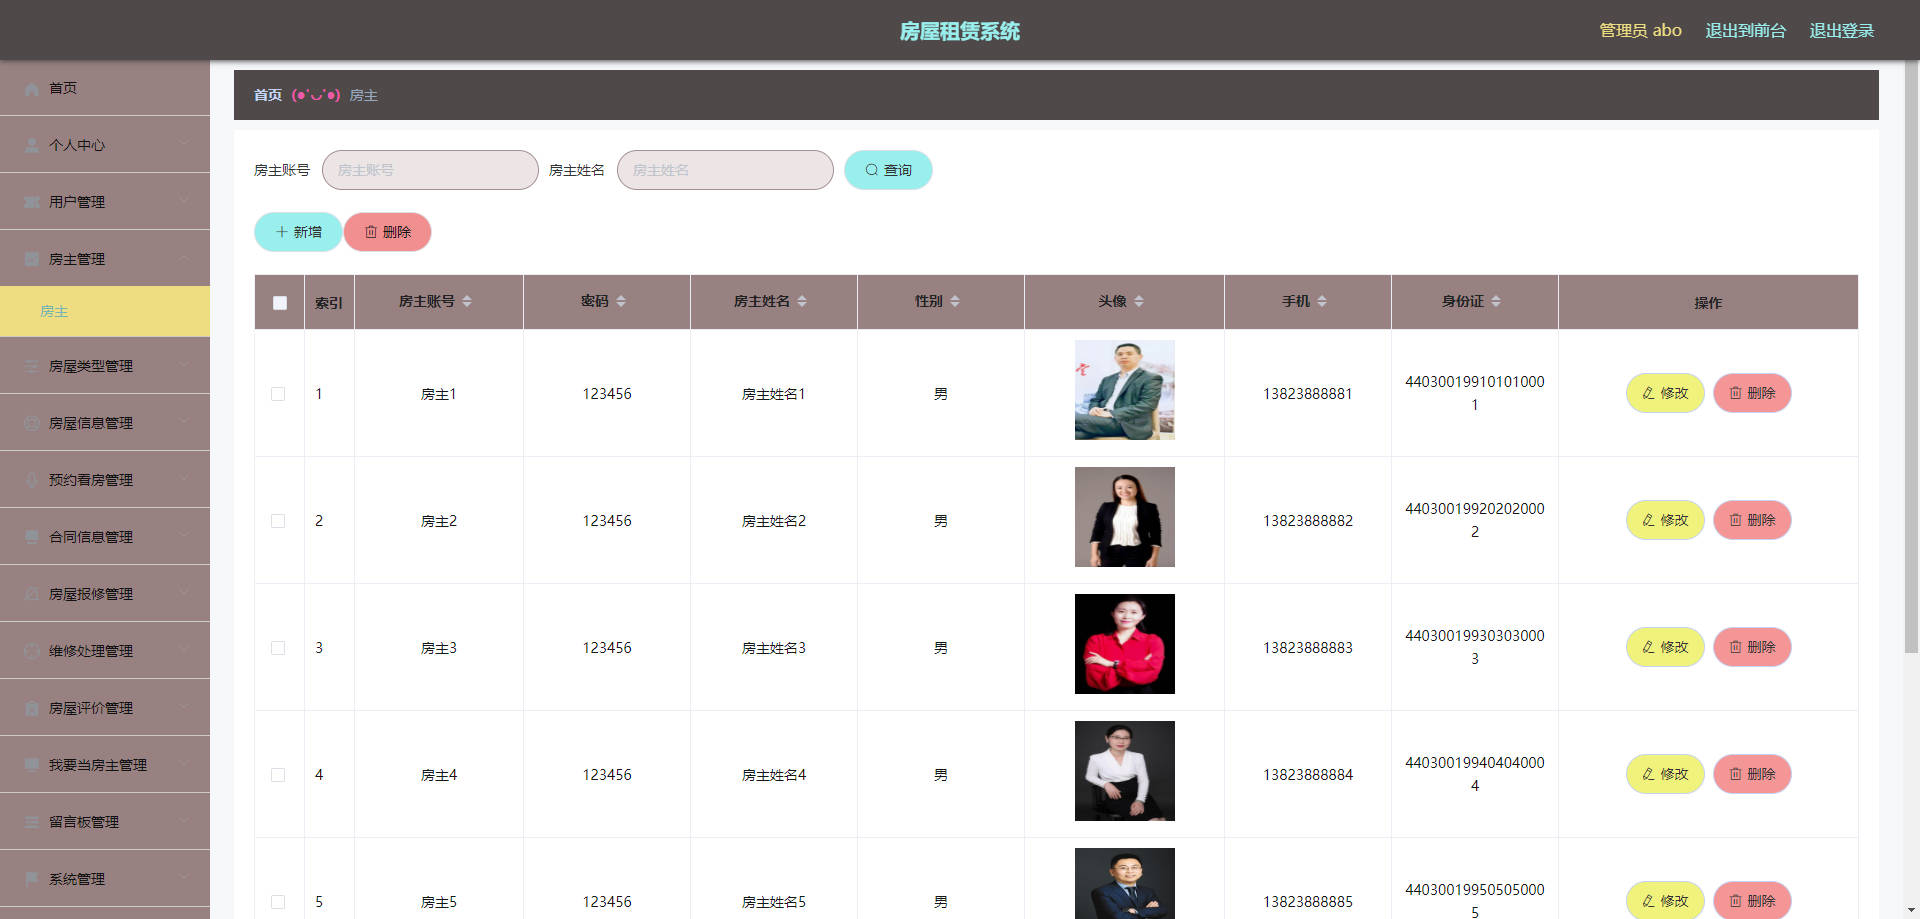 房屋租赁系统
管理员 abo 退出到前台 退出登录
首页
个人中心
用户管理
房主管理
房主
房屋类型管理
房屋信息管理
预约看房管理
合同信息管理
房屋报修管理
维修处理管理
房屋评价管理
我要当房主管理
留言板管理
系统管理
首页 (●'◡'●) 房主
房主账号 房主账号 房主姓名 房主姓名 查询
新增 删除
索引 房主账号 密码 房主姓名 性别 头像 手机 身份证 操作
1 房主1 123456 房主姓名1 男 13823888881 44030019910101000
1
修改 删除
2 房主2 123456 房主姓名2 男 13823888882 44030019920202000
2
修改 删除
3 房主3 123456 房主姓名3 男 13823888883 44030019930303000
3
修改 删除
4 房主4 123456 房主姓名4 男 13823888884 44030019940404000
4
修改 删除
5 房主5 123456 房主姓名5 男 13823888885 44030019950505000
5
修改 删除